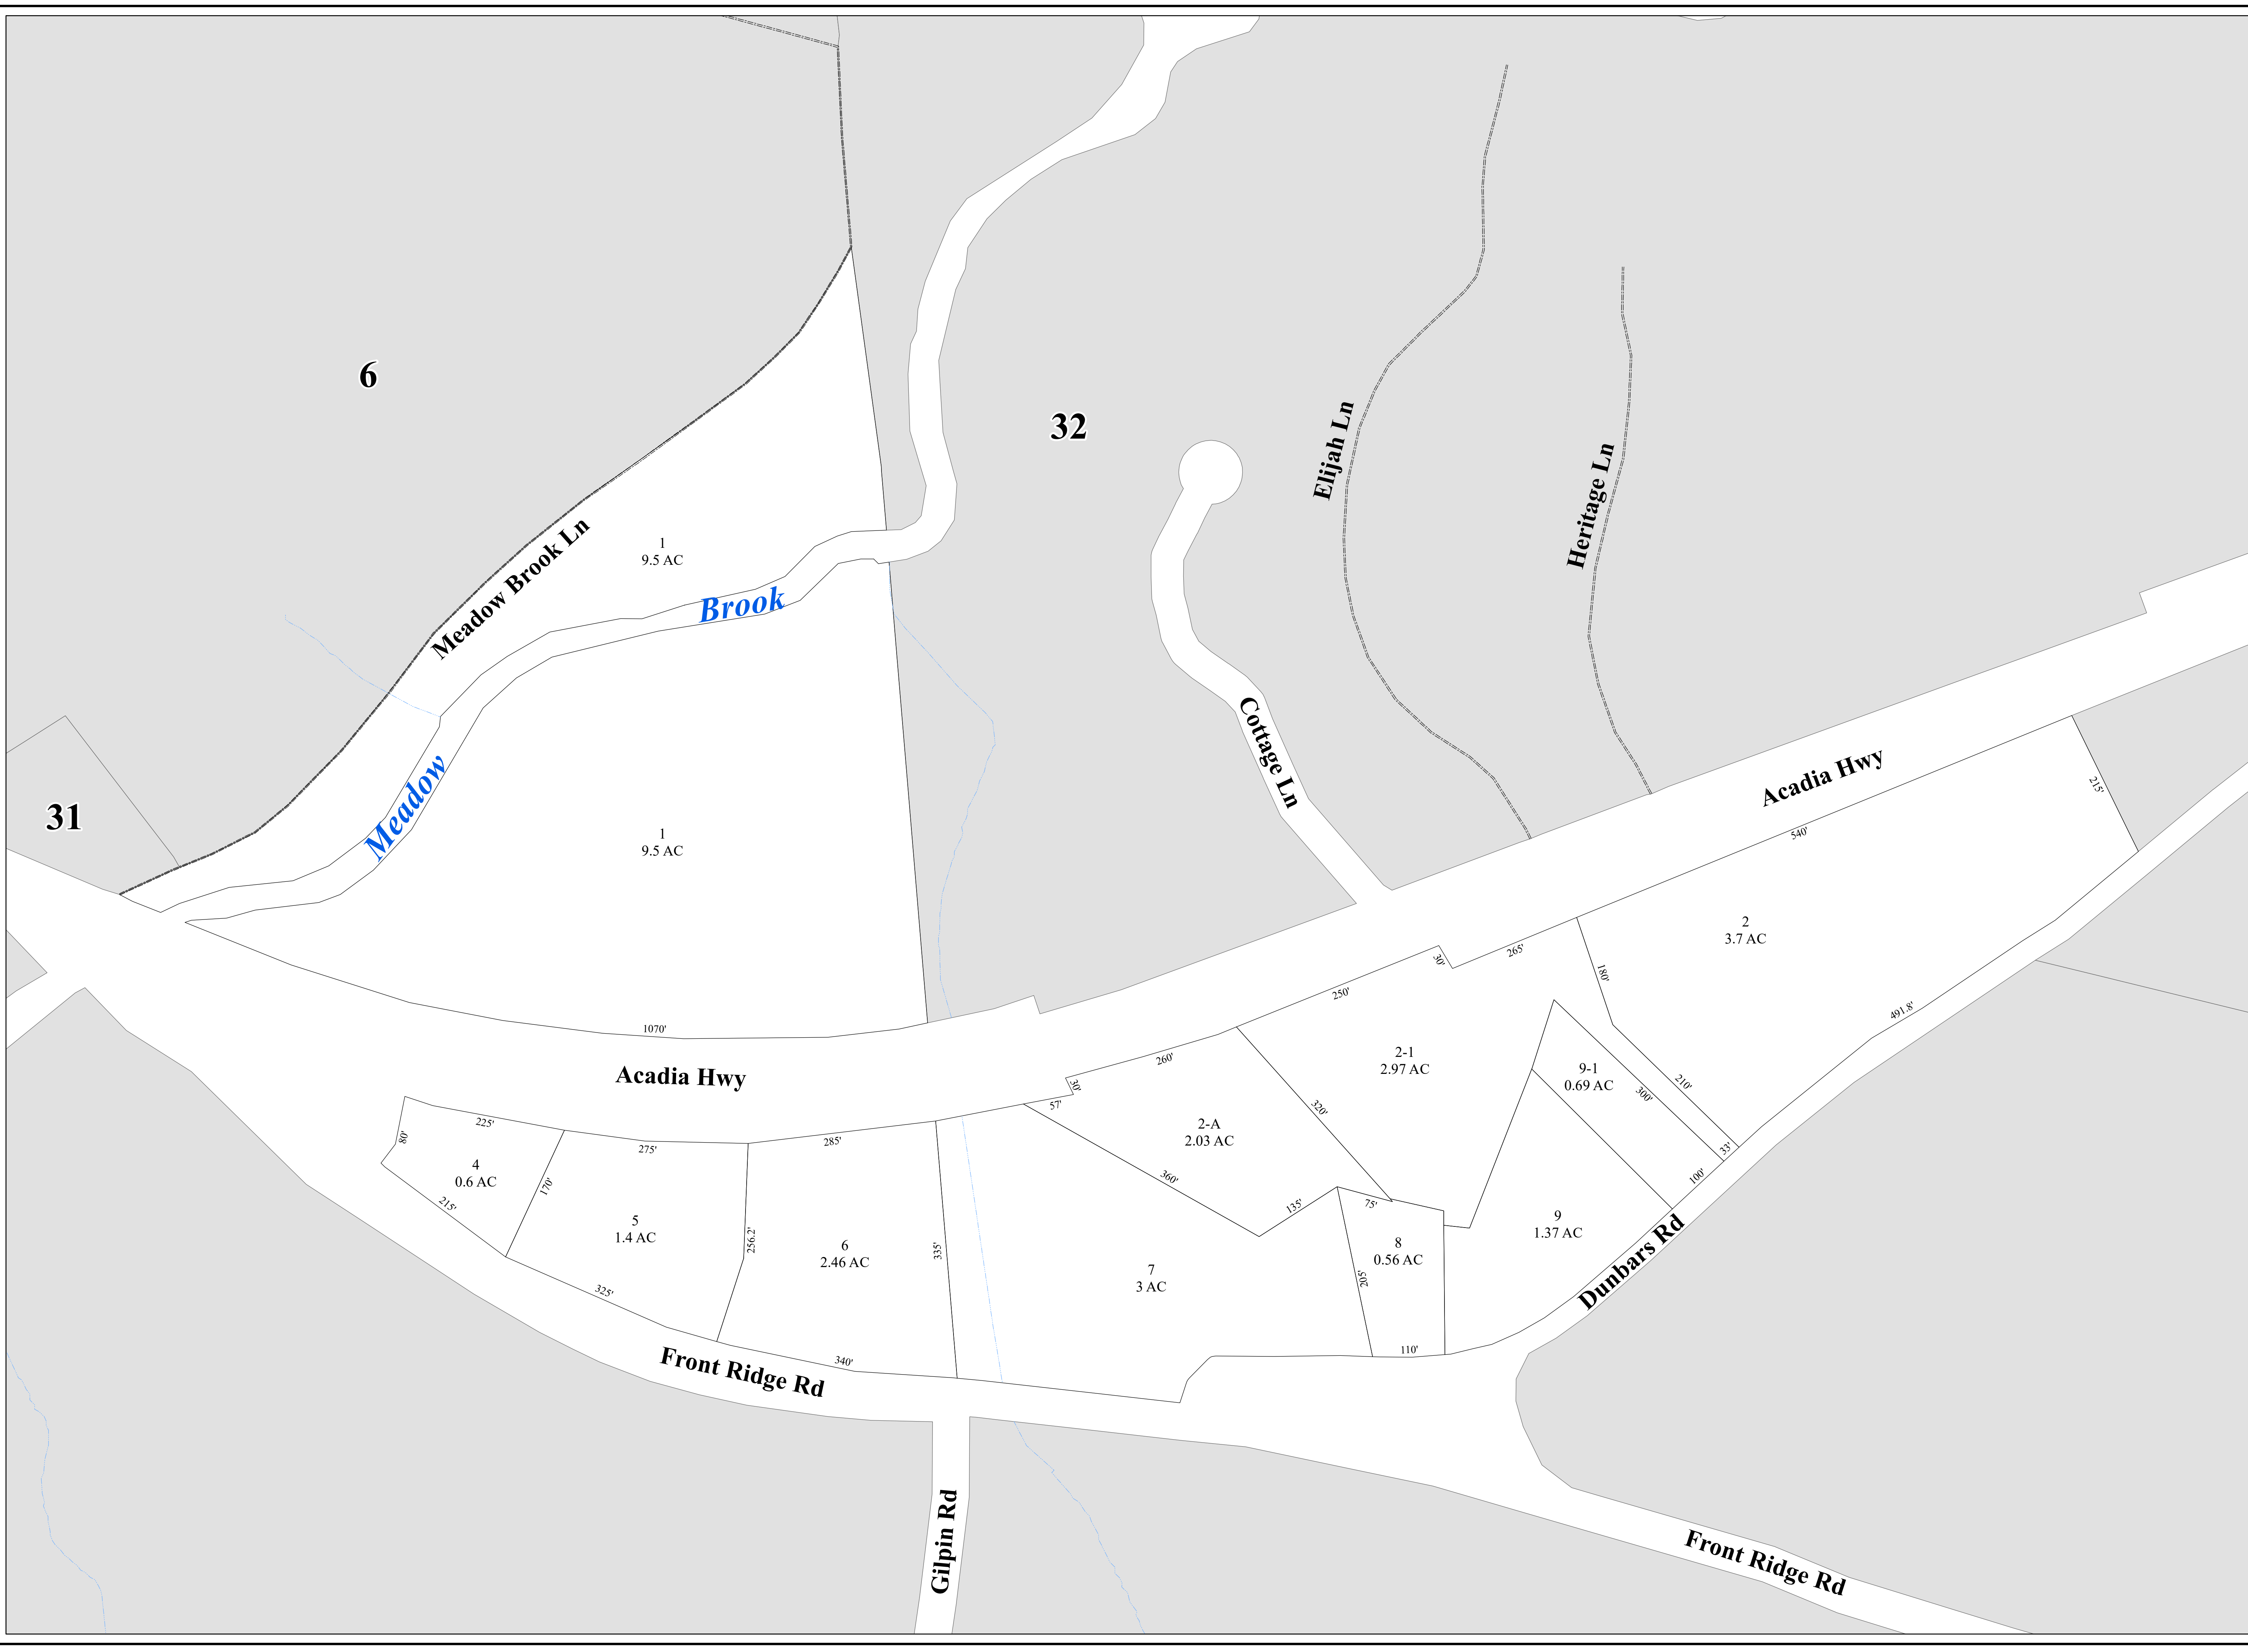 6
32
31
Elijah Ln
Heritage Ln
Meadow Brook Ln
1
9.5 AC
Brook
Meadow
1
9.5 AC
Cottage Ln
Acadia Hwy
215'
540'
2
3.7 AC
265'
30'
180'
250'
491.8'
1070'
Acadia Hwy
260'
30'
57'
2-1
2.97 AC
9-1
0.69 AC
210'
300'
320'
2-A
2.03 AC
225'
80'
275'
285'
33'
100'
4
0.6 AC
170'
215'
360'
135'
75'
5
1.4 AC
256.2'
6
2.46 AC
335'
7
3 AC
8
0.56 AC
205'
9
1.37 AC
Dunbars Rd
325'
340'
110'
Front Ridge Rd
Gilpin Rd
Front Ridge Rd